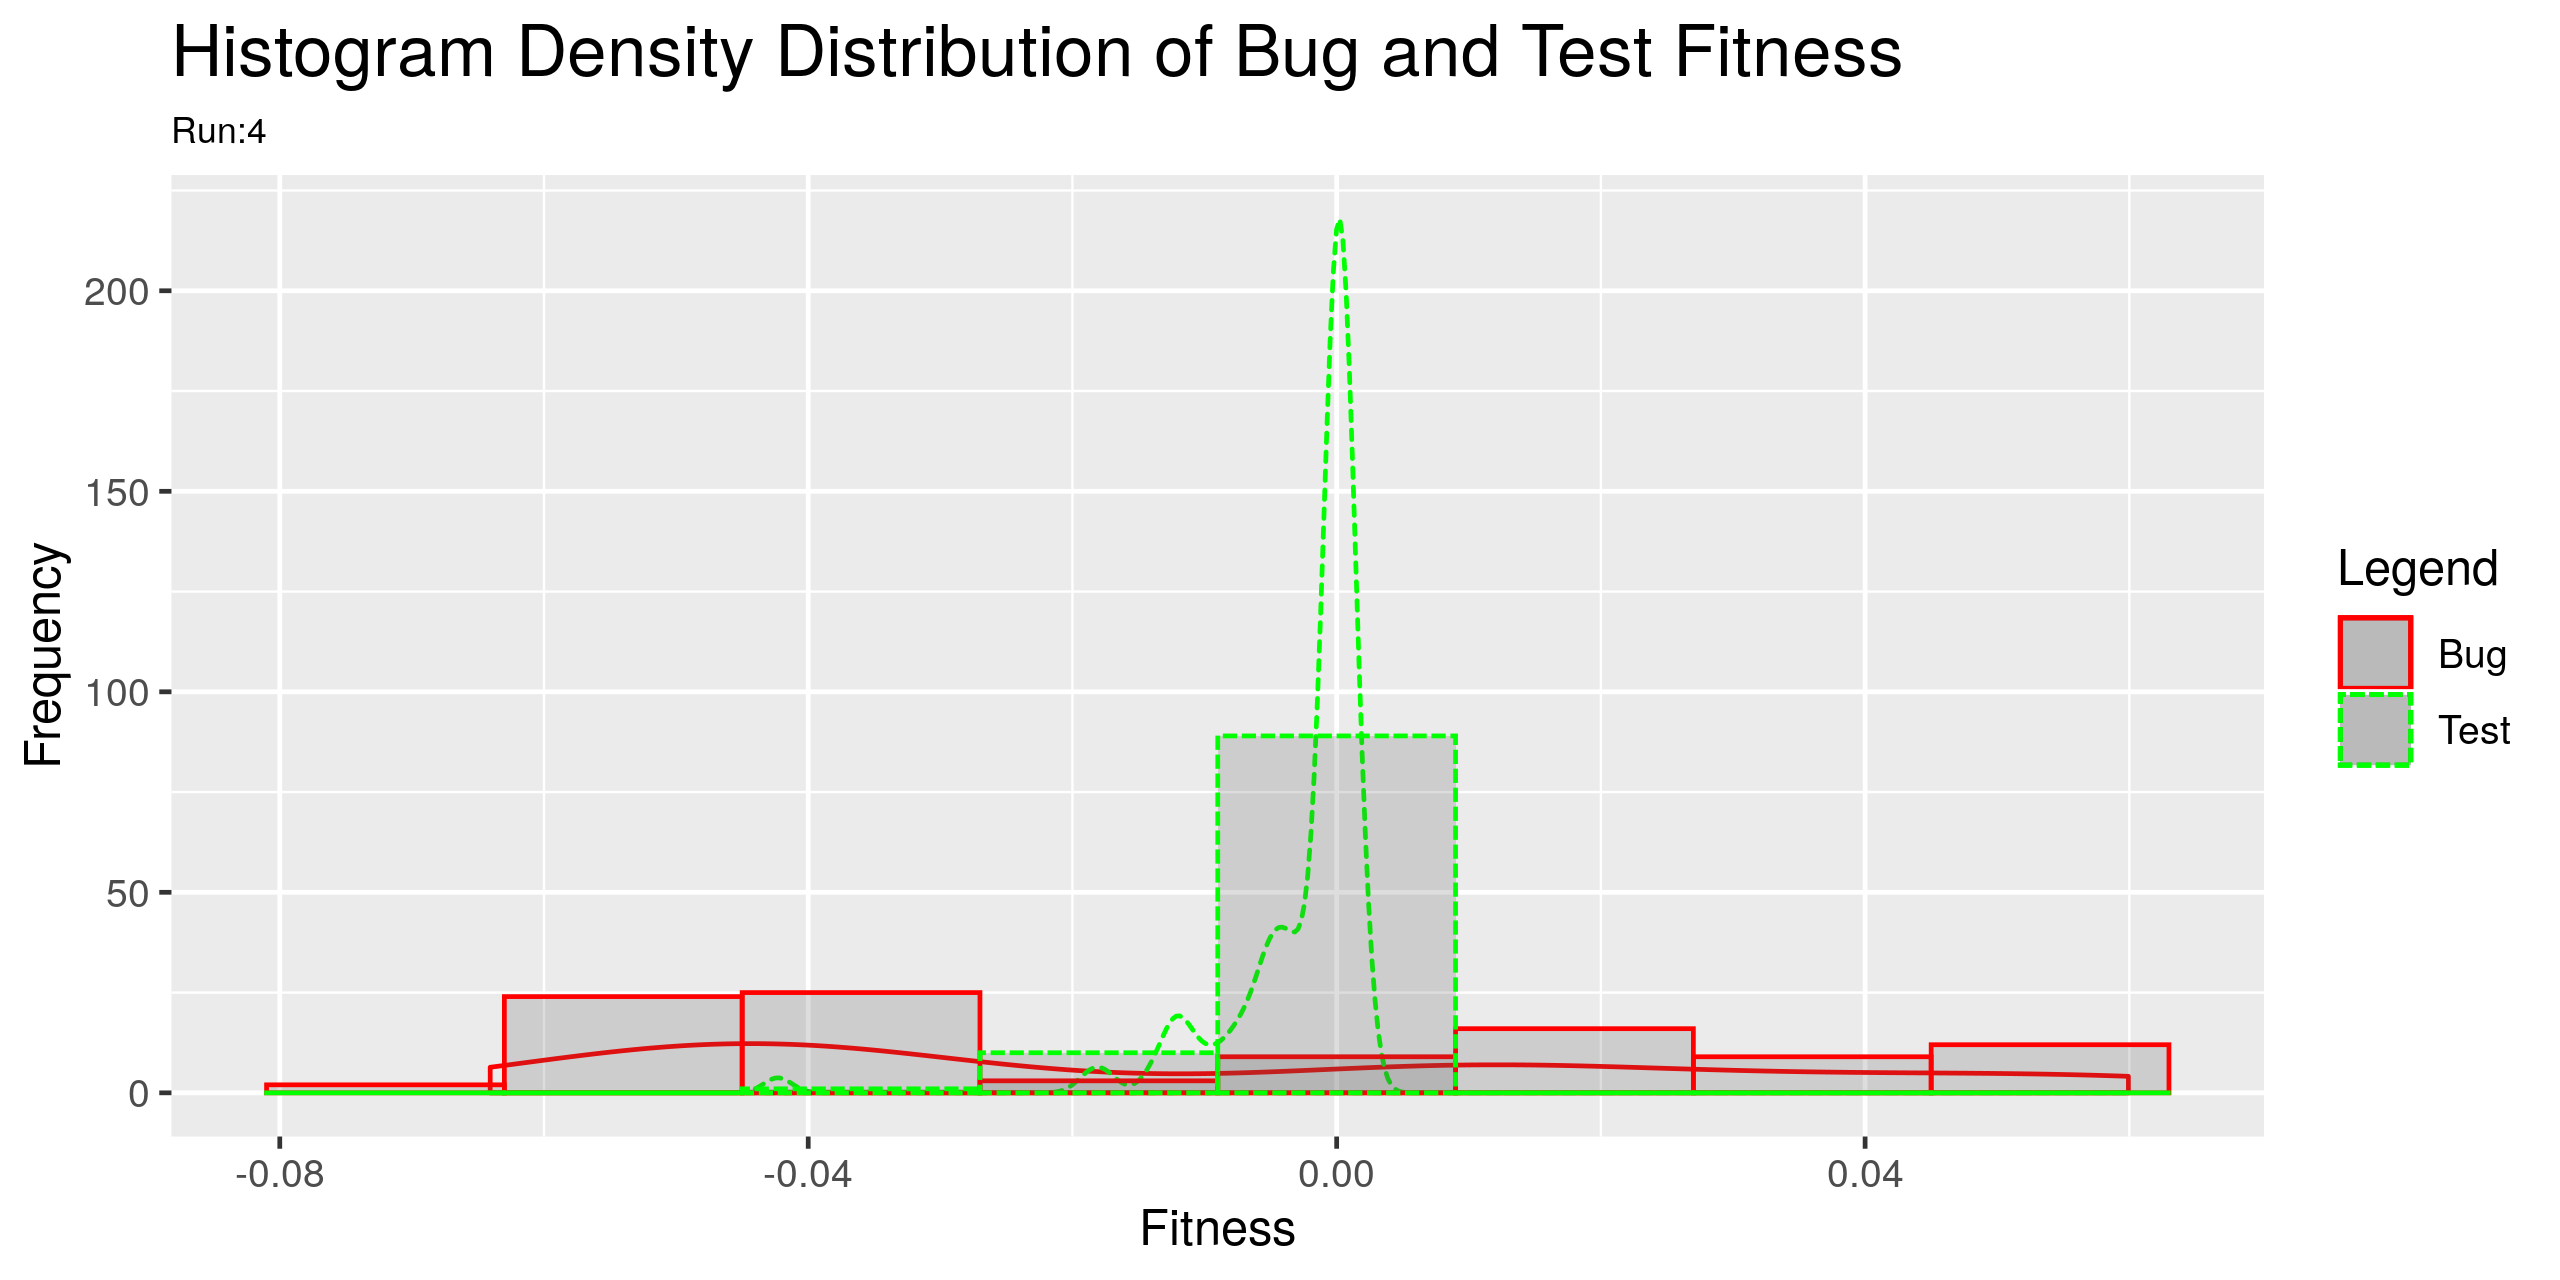 Histogram Density Distribution of Bug and Test Fitness
Run:4
Frequency
200
150
100
50
0
-0.08
-0.04
0.00
0.04
Fitness
Legend
Bug
Test